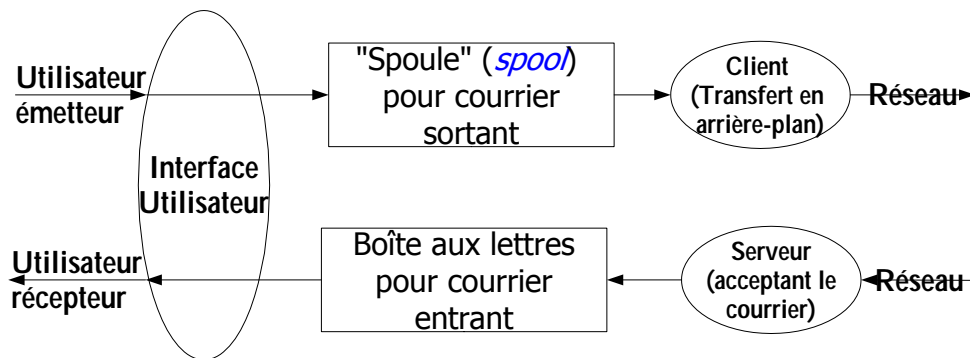 Utilisateur
émetteur
Interface
Utilisateur
"Spoule" (spool)
pour courrier
sortant
Client
(Transfert en
arrière-plan)
Réseau
Utilisateur
récepteur
Boîte aux lettres
pour courrier
entrant
Serveur
(acceptant le
courrier)
Réseau